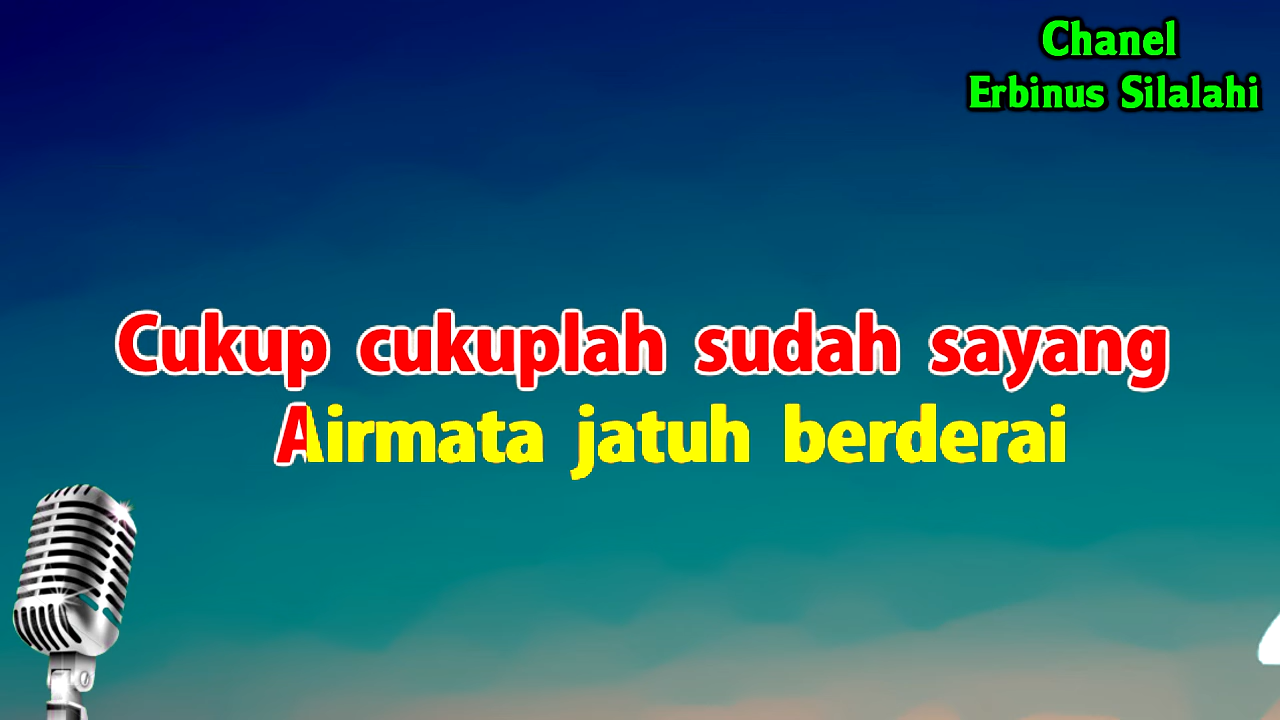 Chanel
Erbinus Silalahi
Cukup cukuplah sudah sayang
Airmata jatuh berderai